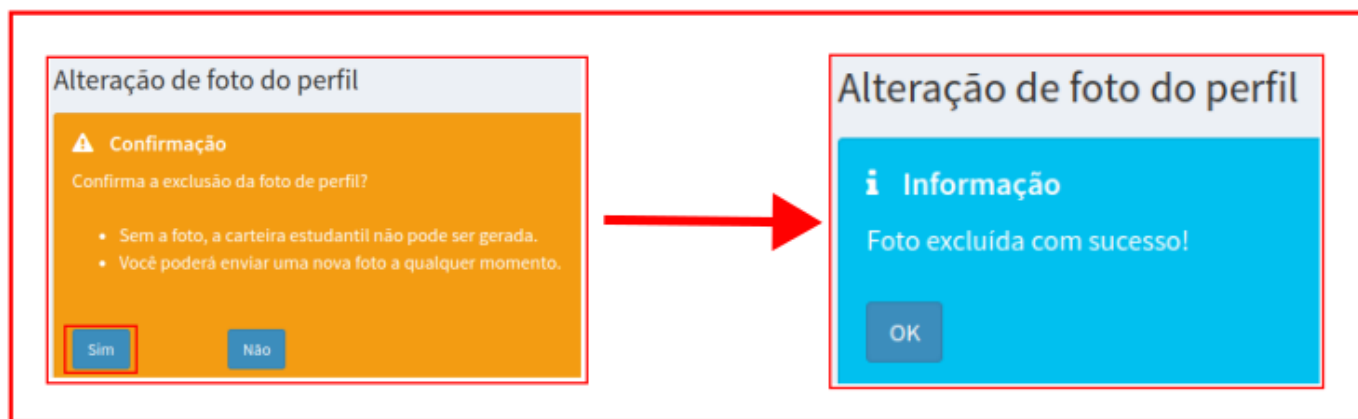 Alteração de foto do perfil
Confirmação
Confirma a exclusão da foto de perfil?
• Sem a foto, a carteira estudantil não pode ser gerada.
• Você poderá enviar uma nova foto a qualquer momento.
Sim Não
Alteração de foto do perfil
Informação
Foto excluída com sucesso!
OK